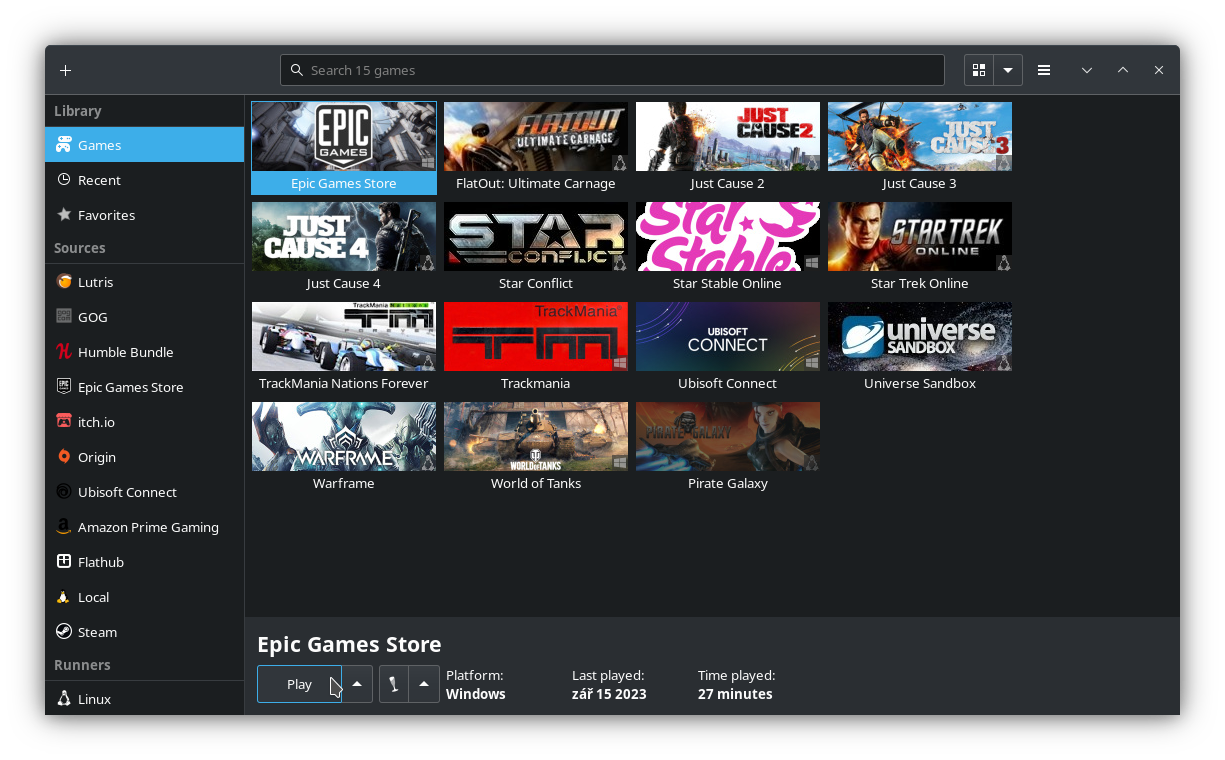 Search 15 games
Library
Games
Recent
Favorites
Sources
Lutris
GOG
Humble Bundle
Epic Games Store
itch.io
Origin
Ubisoft Connect
Amazon Prime Gaming
Flathub
Local
Steam
Runners
Linux
EPIC
GAMES
FLATOUT
ULTIMATE CARNAGE
JUST
CAUSE 2
JUST
CAUSE 3
Epic Games Store
FlatOut: Ultimate Carnage
Just Cause 2
Just Cause 3
JUST
CAUSE 4
STAR
CONFLICT
Star
Stable
STAR TREK
ONLINE
Just Cause 4
Star Conflict
Star Stable Online
Star Trek Online
TrackMania
TM
TrackMania
TM
UBISOFT
CONNECT
universe
SANDBOX
TrackMania Nations Forever
Trackmania
Ubisoft Connect
Universe Sandbox
WARFRAME
WORLD OF TANKS
PIRATE GALAXY
Warframe
World of Tanks
Pirate Galaxy
Epic Games Store
Play
Platform:
Windows
Last played:
zář 15 2023
Time played:
27 minutes